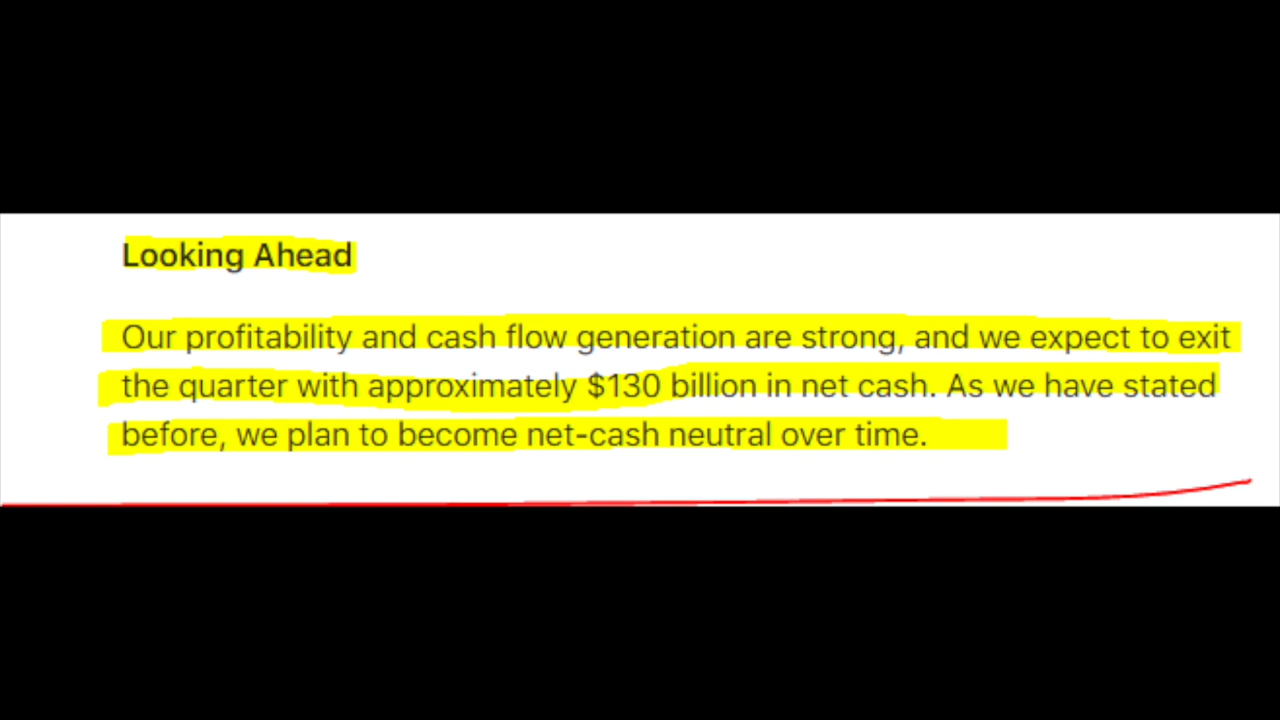 Looking Ahead
Our profitability and cash flow generation are strong, and we expect to exit
the quarter with approximately $130 billion in net cash. As we have stated
before, we plan to become net-cash neutral over time.